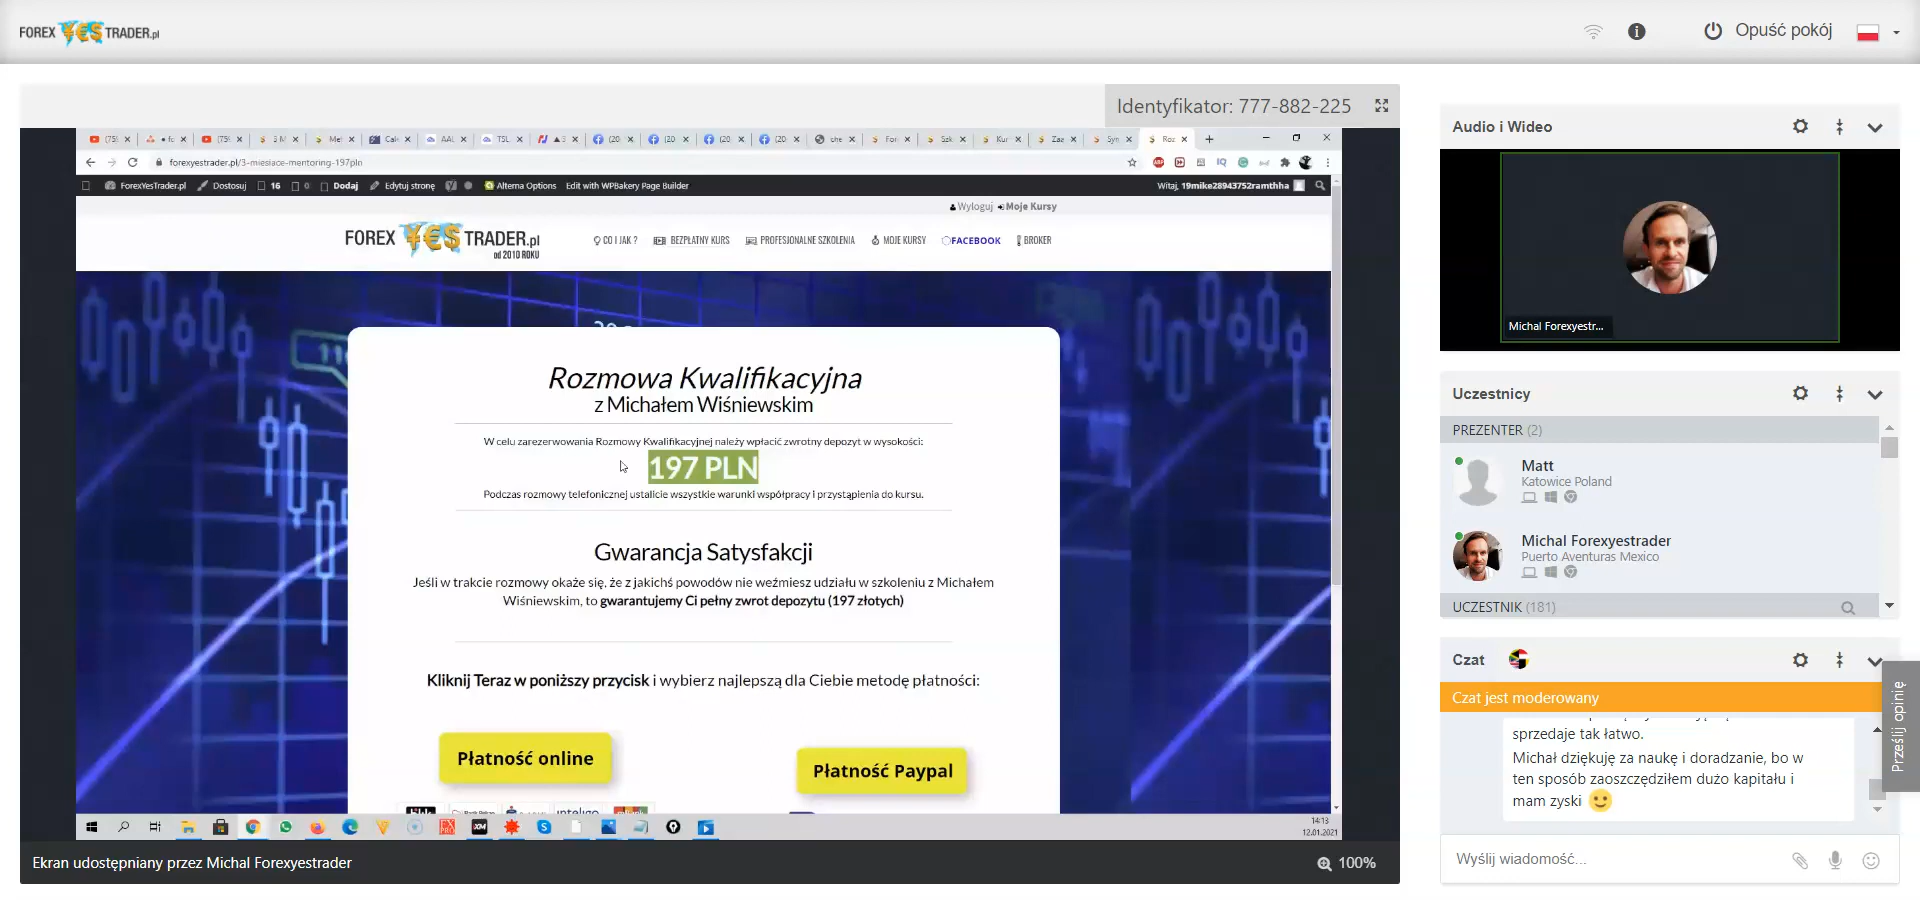 FOREX YES TRADER.pl
Opuść pokój
Identyfikator: 777-882-225
forexyestrader.pl/3-miesiace-mentoring-197pln
ForexYesTrader.pl Dostosuj 16 0 Dodaj Edytuj stronę Alterna Options Edit with WPBakery Page Builder
Witaj, 19mike28943752ramthha
Wyloguj Moje Kursy
FOREX ¥€$ TRADER.pl
od 2010 ROKU
CO I JAK ? BEZPŁATNY KURS PROFESJONALNE SZKOLENIA MOJE KURSY FACEBOOK BROKER
Rozmowa Kwalifikacyjna
z Michałem Wiśniewskim
W celu zarezerwowania Rozmowy Kwalifikacyjnej należy wpłacić zwrotny depozyt w wysokości:
197 PLN
Podczas rozmowy telefonicznej ustalicie wszystkie warunki współpracy i przystąpienia do kursu.
Gwarancja Satysfakcji
Jeśli w trakcie rozmowy okaże się, że z jakichś powodów nie weźmiesz udziału w szkoleniu z Michałem
Wiśniewskim, to gwarantujemy Ci pełny zwrot depozytu (197 złotych)
Kliknij Teraz w poniższy przycisk i wybierz najlepszą dla Ciebie metodę płatności:
Płatność online
Płatność Paypal
inteligo
14:13
12.01.2021
Ekran udostępniany przez Michal Forexyestrader
100%
Audio i Wideo
Michal Forexyestr...
Uczestnicy
PREZENTER (2)
Matt
Katowice Poland
Michal Forexyestrader
Puerto Aventuras Mexico
UCZESTNIK (181)
Czat
Czat jest moderowany
sprzedaje tak łatwo.
Michał dziękuję za naukę i doradzanie, bo w
ten sposób zaoszczędziłem dużo kapitału i
mam zyski
Wyślij wiadomość...
Prześlij opinię